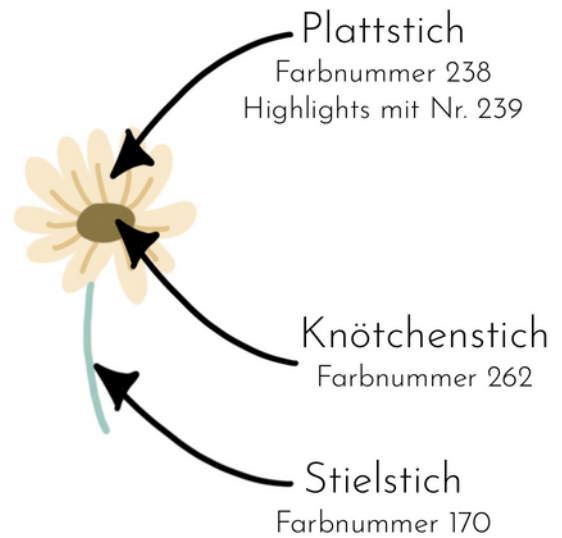 Plattstich
Farbnummer 238
Highlights mit Nr. 239
Knötchenstich
Farbnummer 262
Stielstich
Farbnummer 170